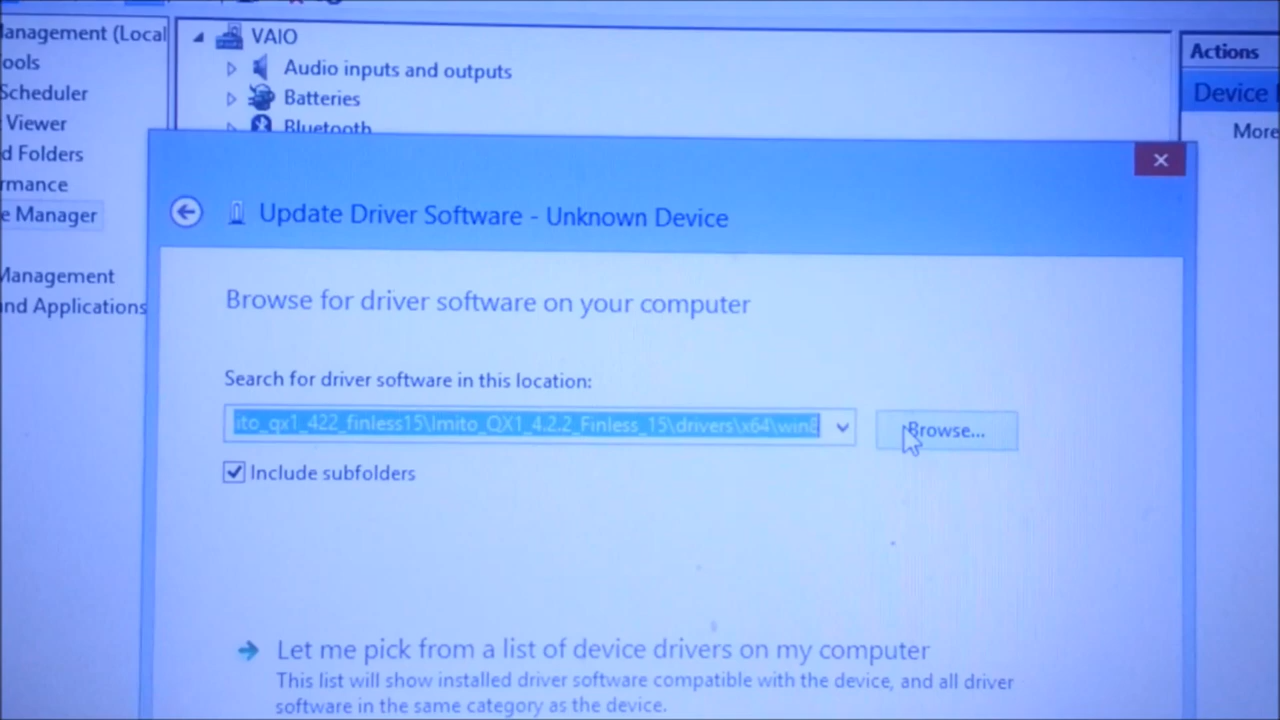 Management (Local
ools
Scheduler
Viewer
d Folders
rmance
e Manager
Management
nd Applications
VAIO
Audio inputs and outputs
Batteries
Bluetooth
Actions
Device
More
Update Driver Software - Unknown Device
Browse for driver software on your computer
Search for driver software in this location:
ito_qx1_422_finless15\Imito_QX1_4.2.2_Finless_15\drivers\x64\win8
Browse...
Include subfolders
Let me pick from a list of device drivers on my computer
This list will show installed driver software compatible with the device, and all driver
software in the same category as the device.